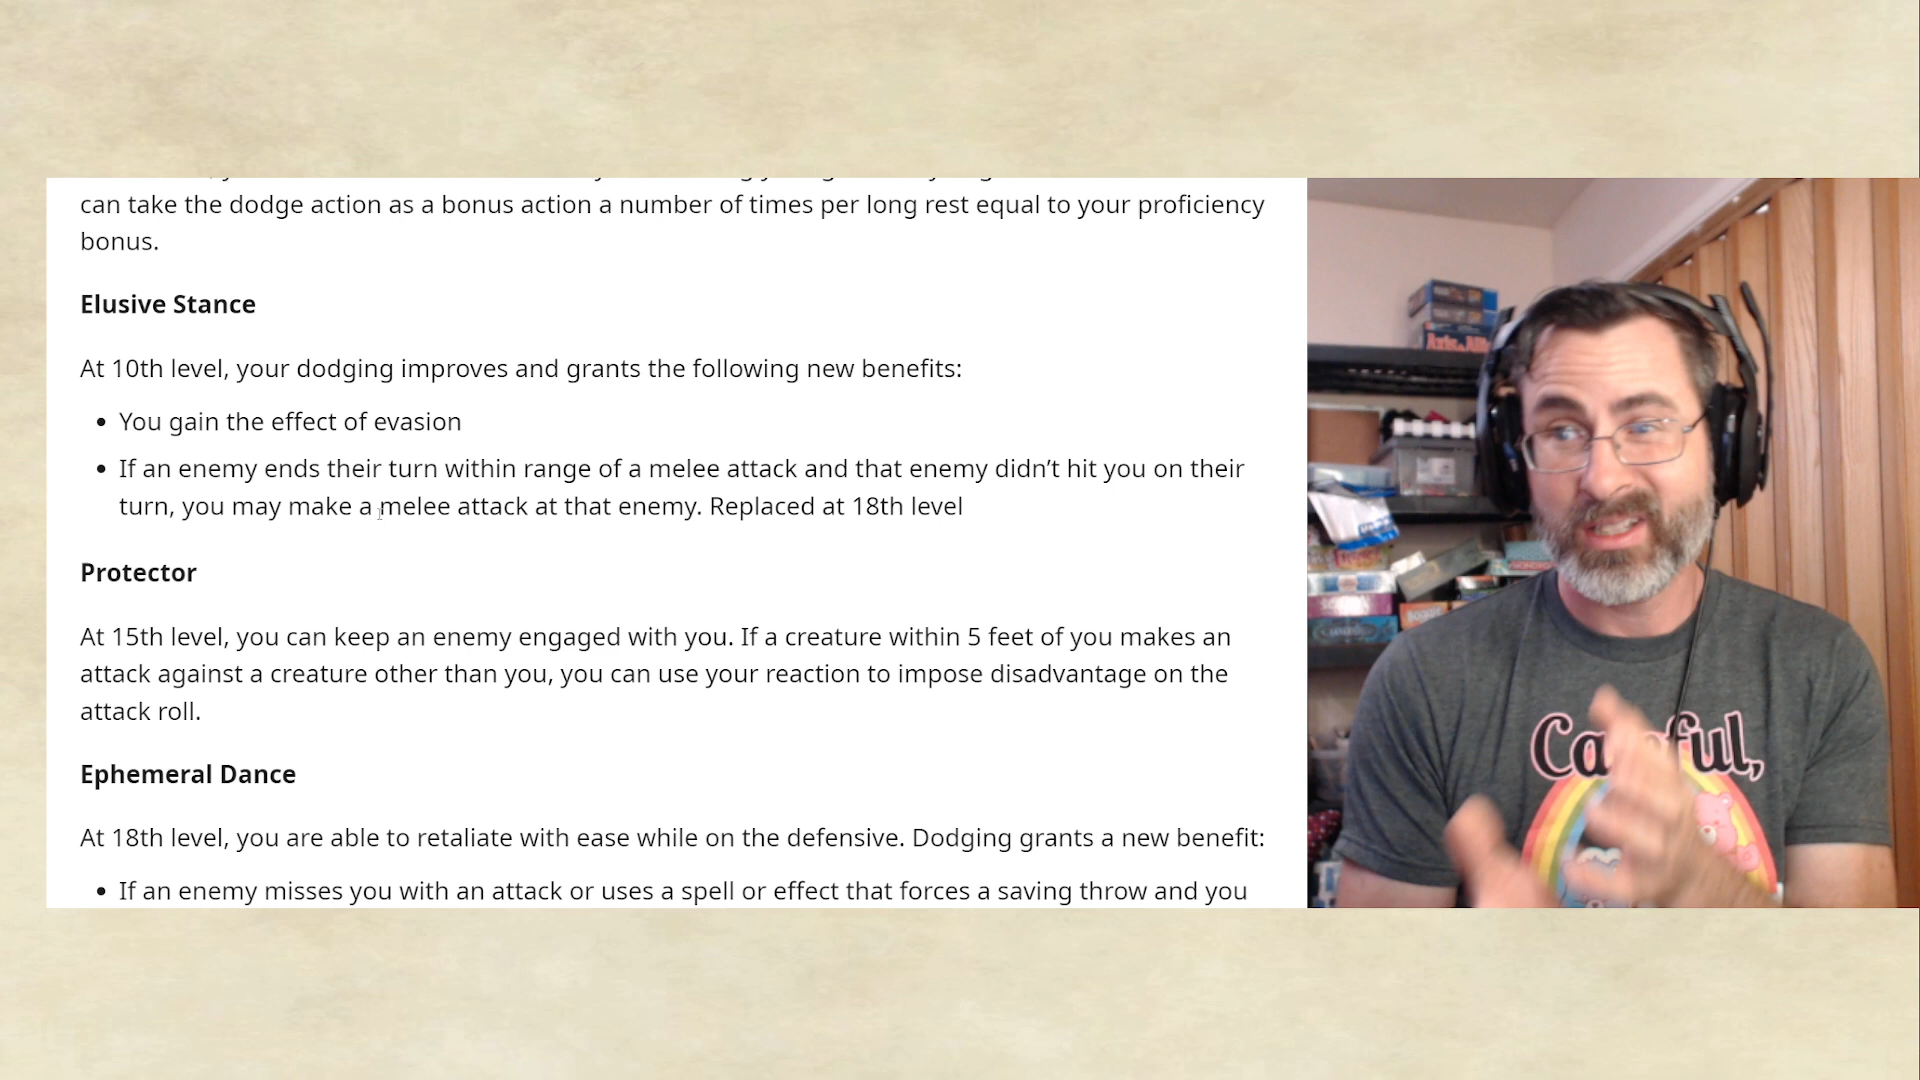 can take the dodge action as a bonus action a number of times per long rest equal to your proficiency
bonus.
Elusive Stance
At 10th level, your dodging improves and grants the following new benefits:
• You gain the effect of evasion
• If an enemy ends their turn within range of a melee attack and that enemy didn’t hit you on their
turn, you may make a melee attack at that enemy. Replaced at 18th level
Protector
At 15th level, you can keep an enemy engaged with you. If a creature within 5 feet of you makes an
attack against a creature other than you, you can use your reaction to impose disadvantage on the
attack roll.
Ephemeral Dance
At 18th level, you are able to retaliate with ease while on the defensive. Dodging grants a new benefit:
• If an enemy misses you with an attack or uses a spell or effect that forces a saving throw and you